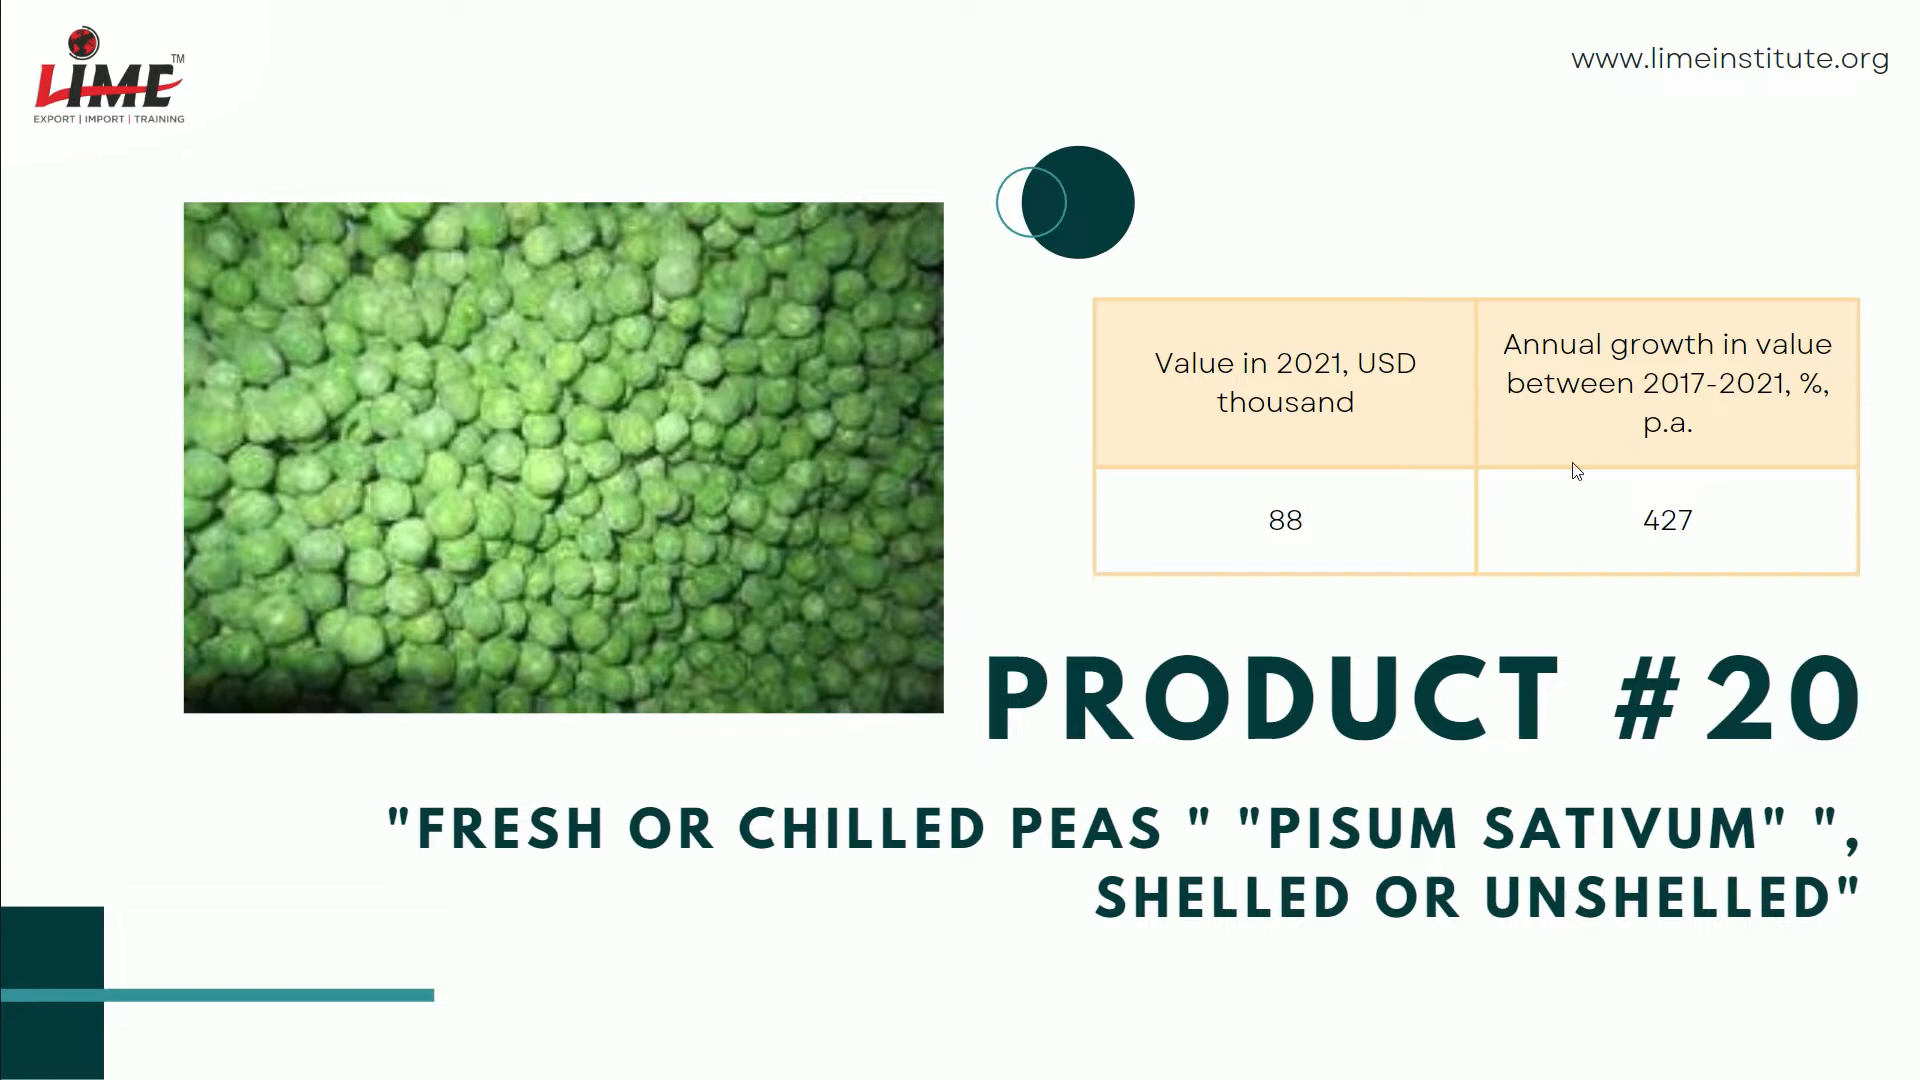 LIME TM
EXPORT | IMPORT | TRAINING
www.limeinstitute.org
Value in 2021, USD
thousand
Annual growth in value
between 2017-2021, %,
p.a.
88
427
PRODUCT #20
"FRESH OR CHILLED PEAS " "PISUM SATIVUM" ",
SHELLED OR UNSHELLED"